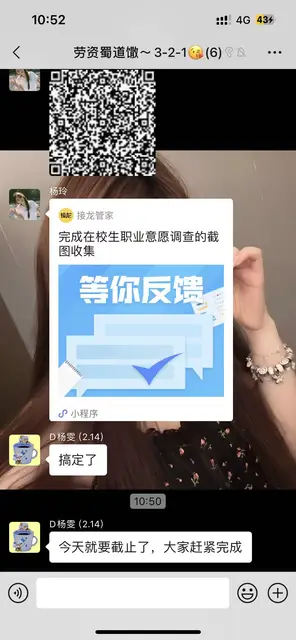 10:52
4G
43
劳资蜀道憿～ 3-2-1😘(6)
杨玲
接龙
接龙管家
完成在校生职业意愿调查的截
图收集
等你反馈
小程序
D杨雯 (2.14)
搞定了
10:50
D杨雯 (2.14)
今天就要截止了，大家赶紧完成